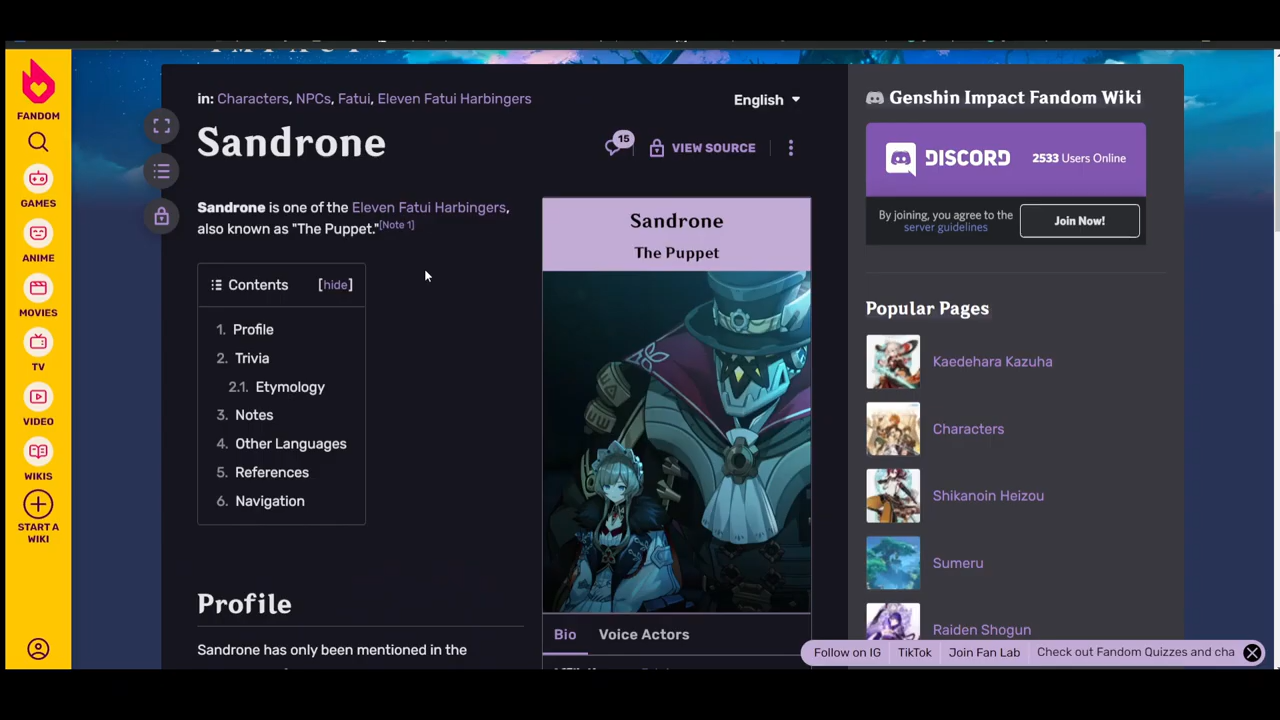 FANDOM
GAMES
ANIME
MOVIES
TV
VIDEO
WIKIS
START A
WIKI
in: Characters, NPCs, Fatui, Eleven Fatui Harbingers
English
Sandrone
15
VIEW SOURCE
Sandrone is one of the Eleven Fatui Harbingers,
also known as "The Puppet."[Note 1]
Contents [hide]
1. Profile
2. Trivia
2.1. Etymology
3. Notes
4. Other Languages
5. References
6. Navigation
Profile
Sandrone has only been mentioned in the
Sandrone
The Puppet
Bio Voice Actors
Genshin Impact Fandom Wiki
DISCORD 2533 Users Online
By joining, you agree to the
server guidelines
Join Now!
Popular Pages
Kaedehara Kazuha
Characters
Shikanoin Heizou
Sumeru
Raiden Shogun
Follow on IG TikTok Join Fan Lab Check out Fandom Quizzes and cha